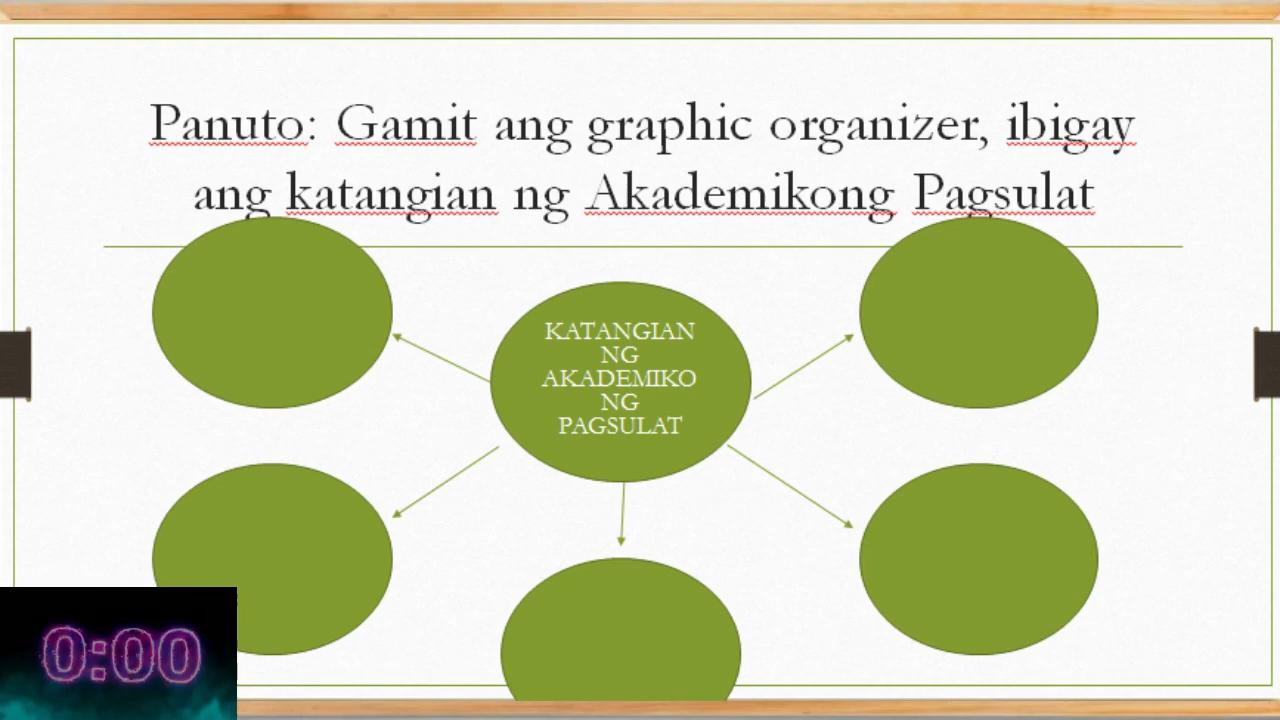 Panuto: Gamit ang graphic organizer, ibigay
ang katangian ng Akademikong Pagsulat
KATANGIAN
NG
AKADEMIKO
NG
PAGSULAT
0:00